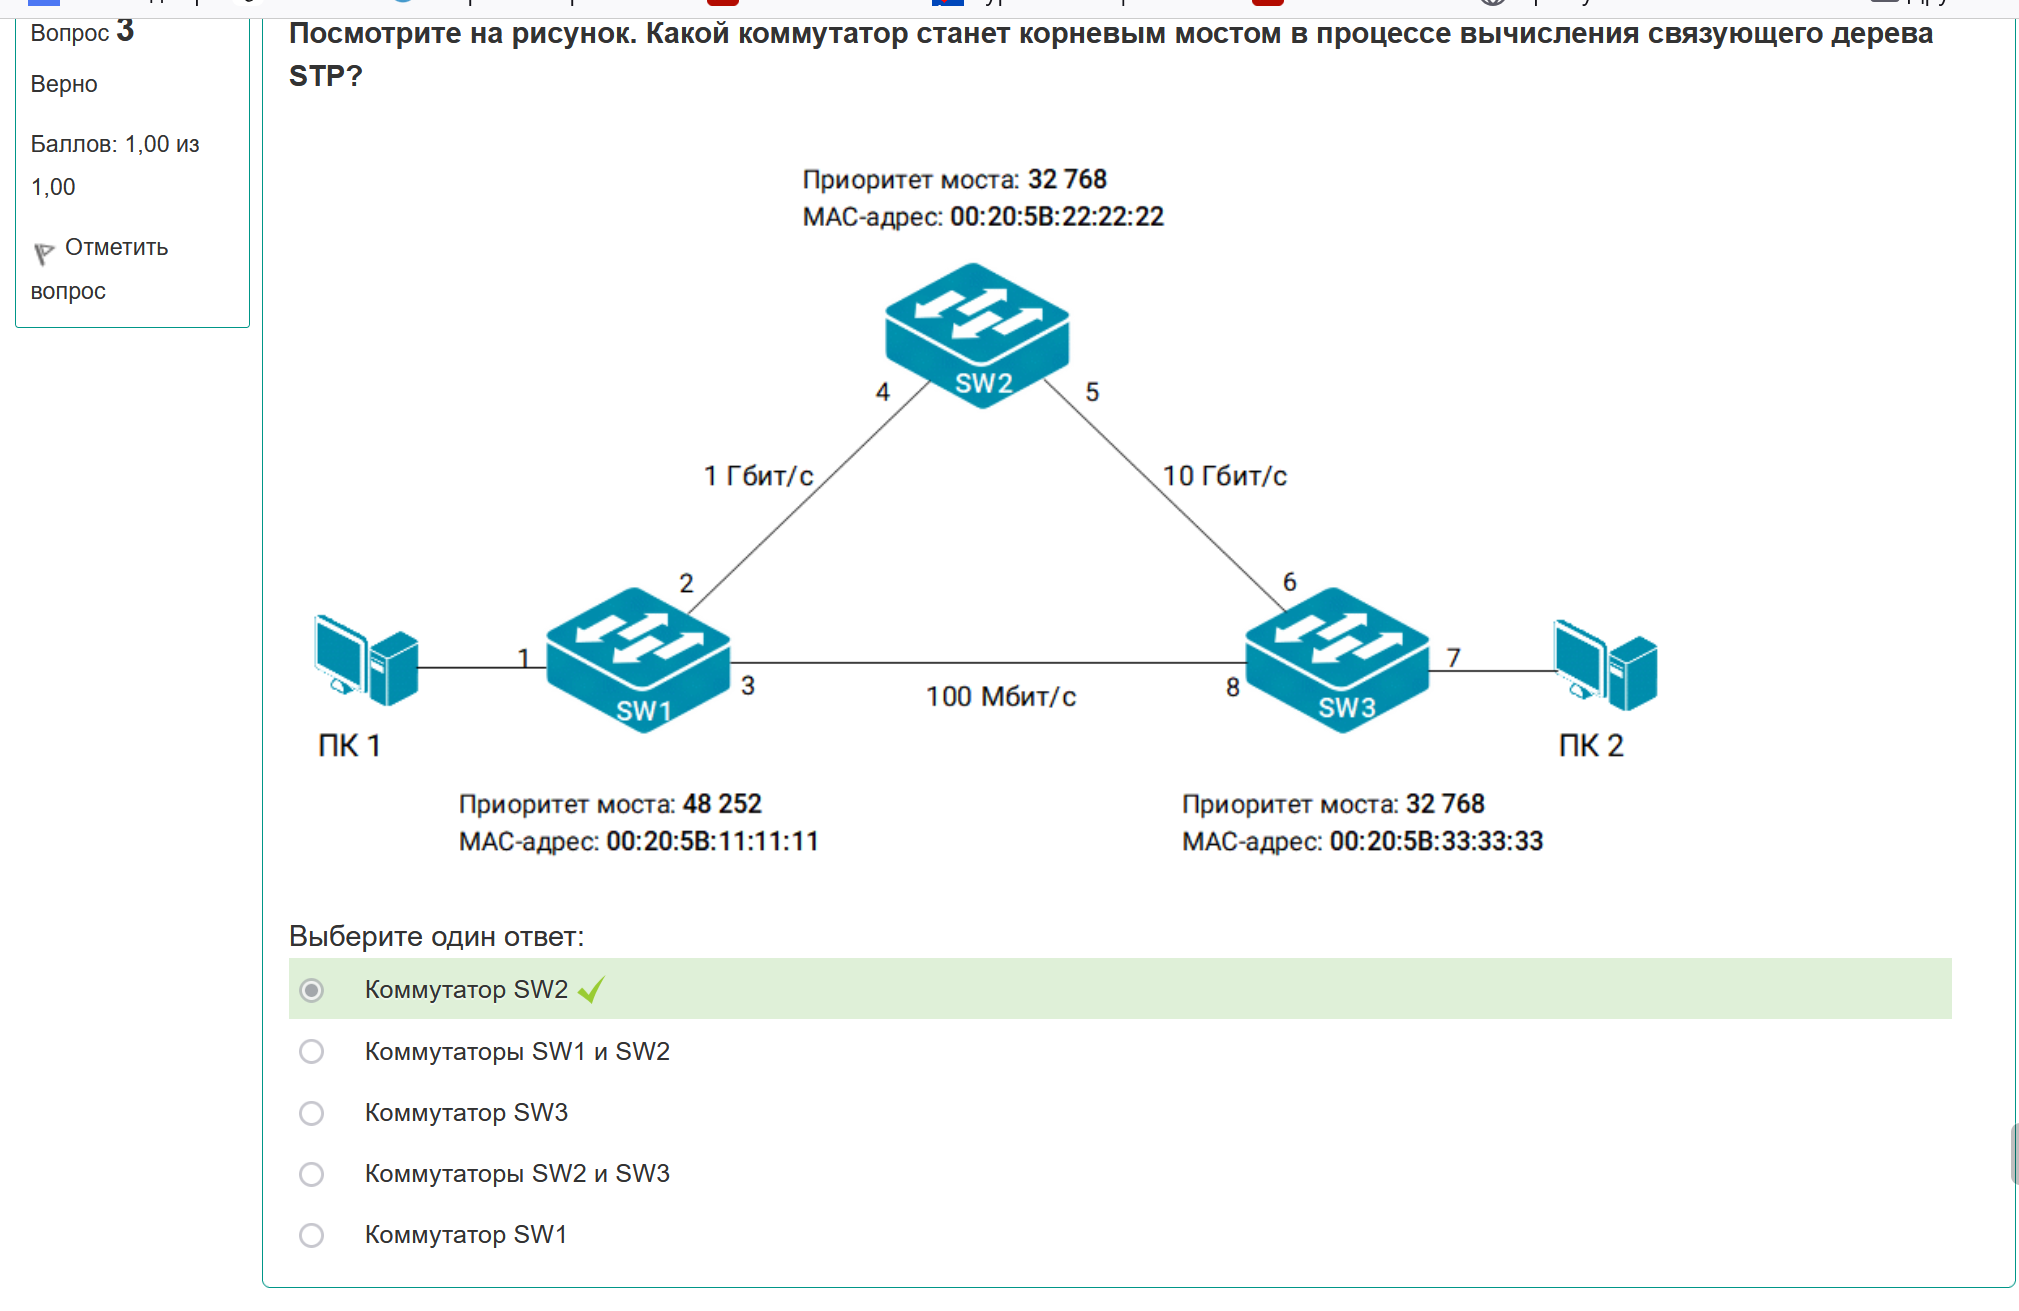 Вопрос 3
Верно
Баллов: 1,00 из
1,00
Отметить
вопрос
Посмотрите на рисунок. Какой коммутатор станет корневым мостом в процессе вычисления связующего дерева
STP?
Приоритет моста: 32 768
MAC-адрес: 00:20:5B:22:22:22
SW2
4
5
1 Гбит/с
10 Гбит/с
2
6
1
3
8
7
SW1
SW3
100 Мбит/с
ПК 1
ПК 2
Приоритет моста: 48 252
MAC-адрес: 00:20:5B:11:11:11
Приоритет моста: 32 768
MAC-адрес: 00:20:5B:33:33:33
Выберите один ответ:
Коммутатор SW2
Коммутаторы SW1 и SW2
Коммутатор SW3
Коммутаторы SW2 и SW3
Коммутатор SW1